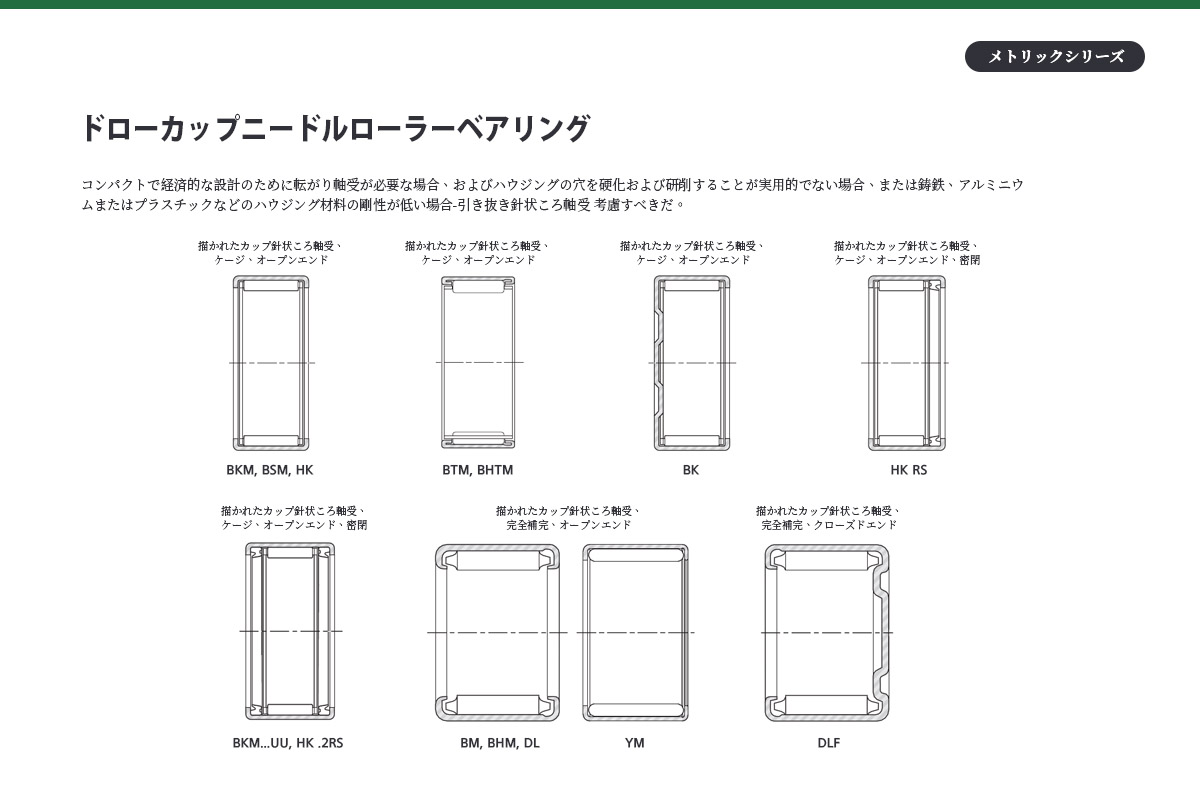 メトリックシリーズ
ドローカップニードルローラーベアリング
コンパクトで経済的な設計のために転がり軸受が必要な場合、およびハウジングの穴を硬化および研削することが実用的でない場合、または鋳鉄、アルミニウ
ムまたはプラスチックなどのハウジング材料の剛性が低い場合-引き抜き針状ころ軸受 考慮すべきだ。
描かれたカップ針状ころ軸受、
ケージ、オープンエンド
描かれたカップ針状ころ軸受、
ケージ、オープンエンド
描かれたカップ針状ころ軸受、
ケージ、オープンエンド
描かれたカップ針状ころ軸受、
ケージ、オープンエンド、密閉
BKM, BSM, HK
BTM, BHTM
BK
HK RS
描かれたカップ針状ころ軸受、
ケージ、オープンエンド、密閉
描かれたカップ針状ころ軸受、
完全補完、オープンエンド
描かれたカップ針状ころ軸受、
完全補完、クローズドエンド
BKM...UU, HK .2RS
BM, BHM, DL
YM
DLF